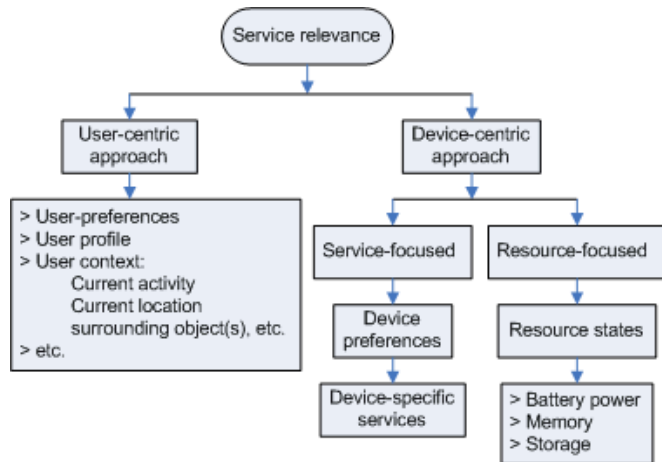 Service relevance
User-centric
approach
Device-centric
approach
> User-preferences
> User profile
> User context:
Current activity
Current location
surrounding object(s), etc.
> etc.
Service-focused
Resource-focused
Device
preferences
Resource states
Device-specific
services
> Battery power
> Memory
> Storage